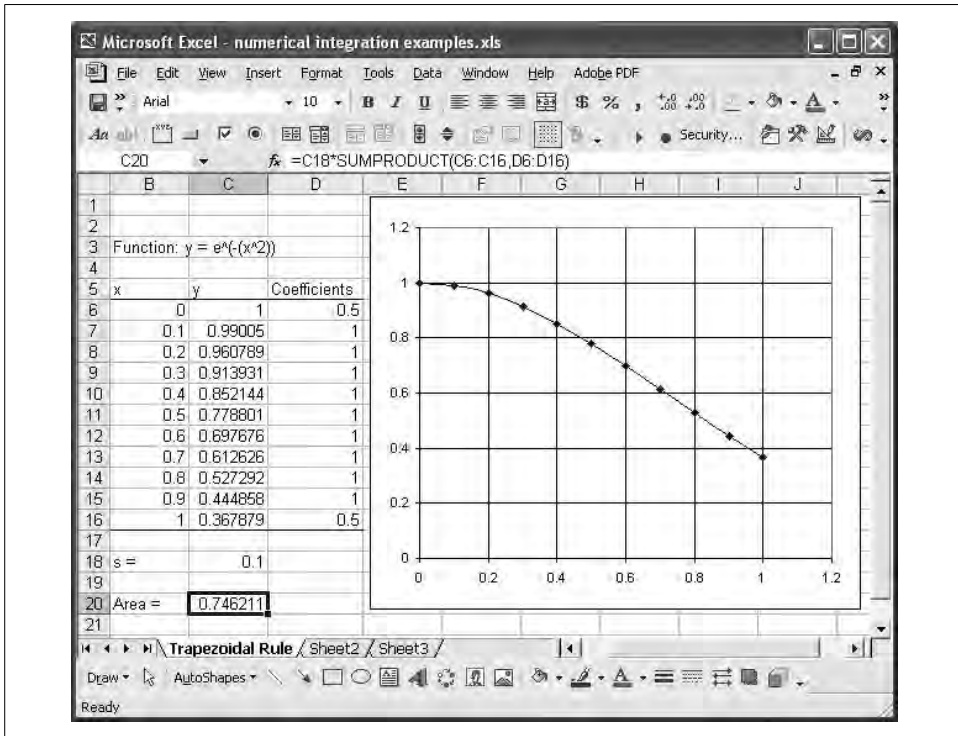 Microsoft Excel - numerical integration examples.xls
File Edit View Insert Format Tools Data Window Help Adobe PDF
Arial 10 B I U $ % ,
Security...
C20 fx =C18*SUMPRODUCT(C6:C16,D6:D16)
B C D E F G H I J
1
2
3 Function: y = e^(-(x^2))
4
5 x y Coefficients
6 0 1 0.5
7 0.1 0.99005 1
8 0.2 0.960789 1
9 0.3 0.913931 1
10 0.4 0.852144 1
11 0.5 0.778801 1
12 0.6 0.697676 1
13 0.7 0.612626 1
14 0.8 0.527292 1
15 0.9 0.444858 1
16 1 0.367879 0.5
17
18 s = 0.1
19
20 Area = 0.746211
21
1.2
1
0.8
0.6
0.4
0.2
0
0 0.2 0.4 0.6 0.8 1 1.2
Trapezoidal Rule / Sheet2 / Sheet3 /
Draw AutoShapes
Ready